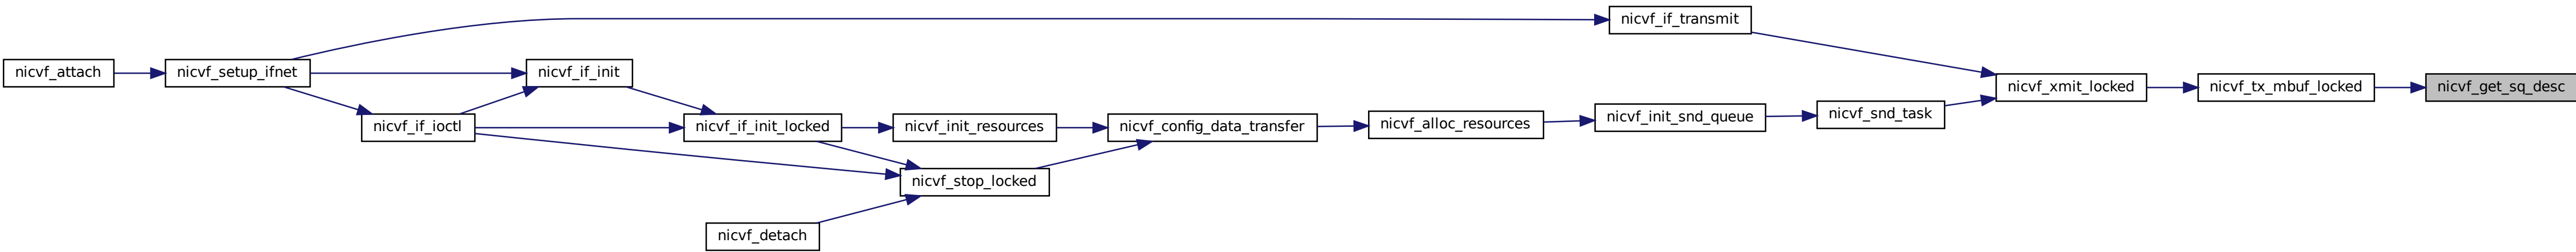 nicvf_if_transmit
nicvf_attach
nicvf_setup_ifnet
nicvf_if_init
nicvf_xmit_locked
nicvf_tx_mbuf_locked
nicvf_get_sq_desc
nicvf_if_ioctl
nicvf_if_init_locked
nicvf_init_resources
nicvf_config_data_transfer
nicvf_alloc_resources
nicvf_init_snd_queue
nicvf_snd_task
nicvf_stop_locked
nicvf_detach